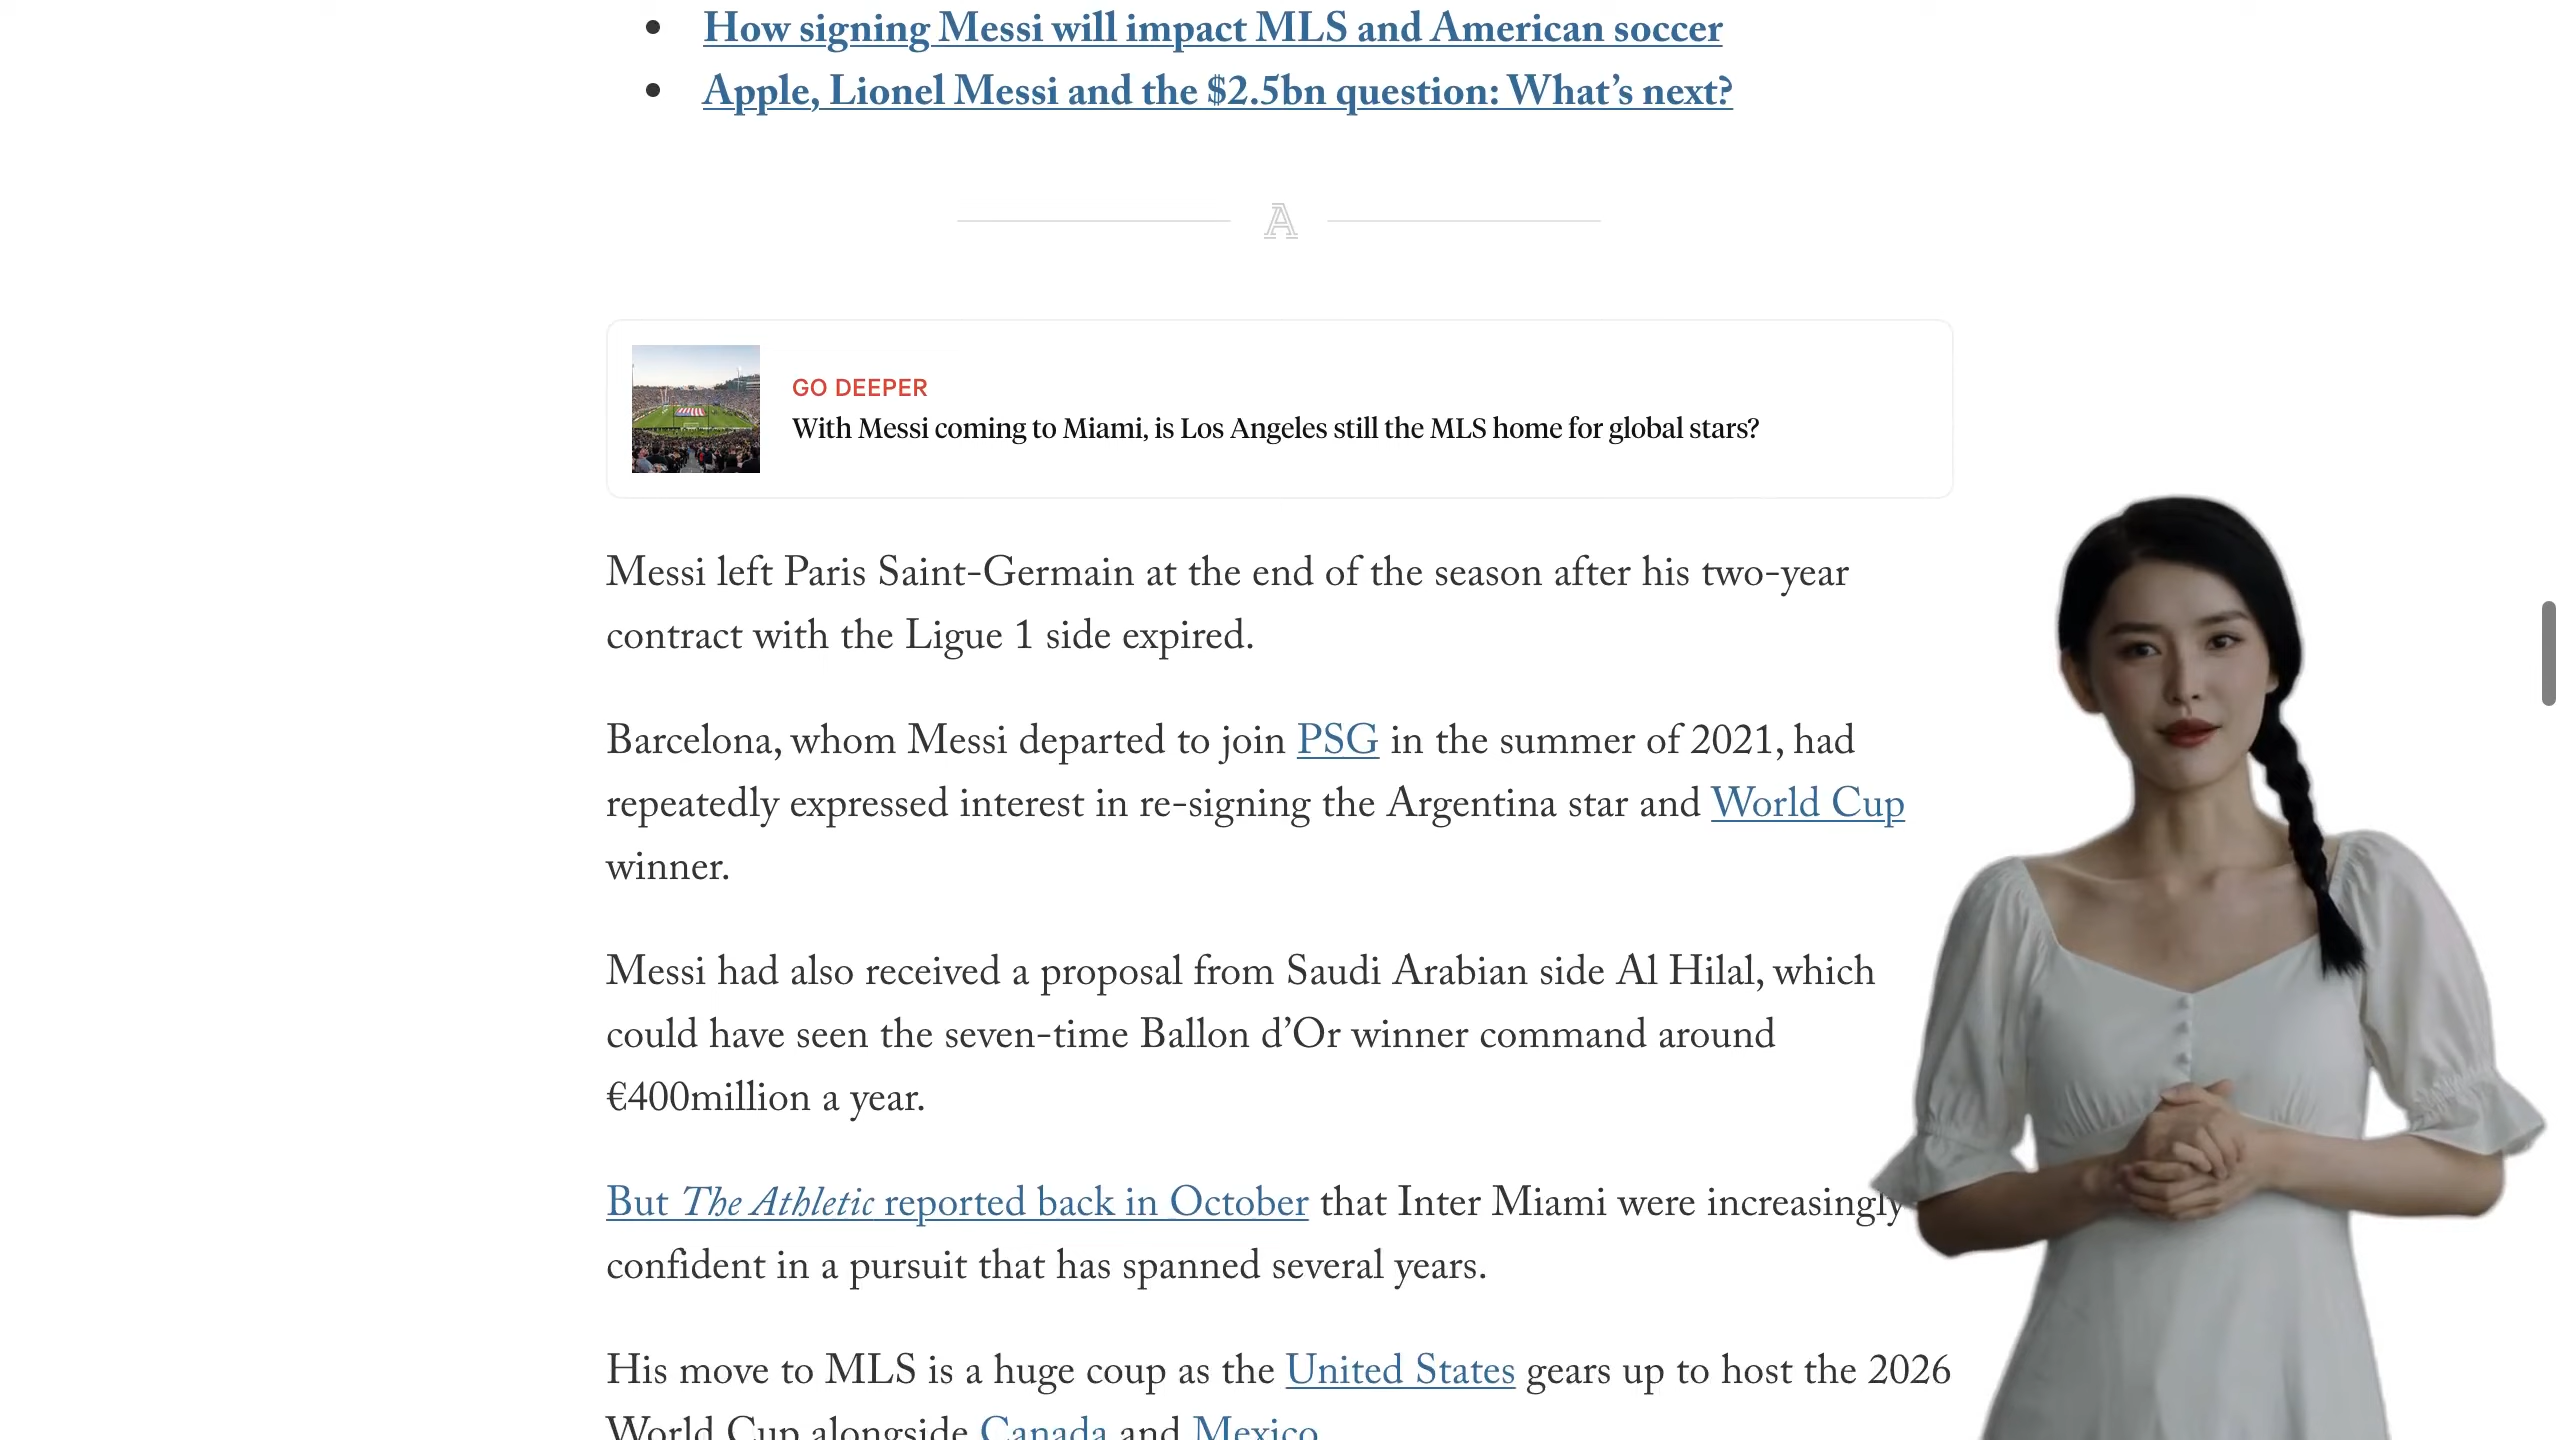 How signing Messi will impact MLS and American soccer
Apple, Lionel Messi and the $2.5bn question: What’s next?
A
GO DEEPER
With Messi coming to Miami, is Los Angeles still the MLS home for global stars?
Messi left Paris Saint-Germain at the end of the season after his two-year
contract with the Ligue 1 side expired.
Barcelona, whom Messi departed to join PSG in the summer of 2021, had
repeatedly expressed interest in re-signing the Argentina star and World Cup
winner.
Messi had also received a proposal from Saudi Arabian side Al Hilal, which
could have seen the seven-time Ballon d’Or winner command around
€400million a year.
But The Athletic reported back in October that Inter Miami were increasingly
confident in a pursuit that has spanned several years.
His move to MLS is a huge coup as the United States gears up to host the 2026
World Cup alongside Canada and Mexico.